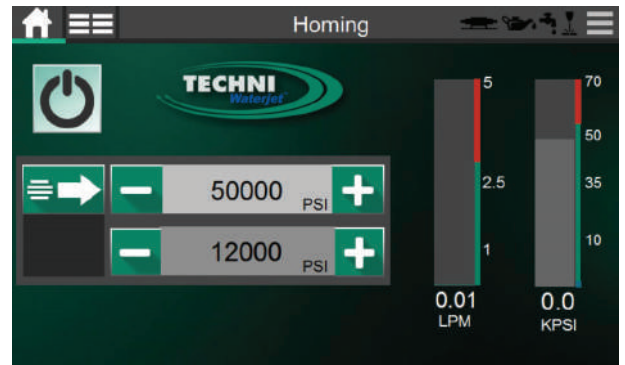 Homing
TECHNI
Waterjet
50000 PSI
12000 PSI
5
2.5
1
0.01
LPM
70
50
35
10
0.0
KPSI